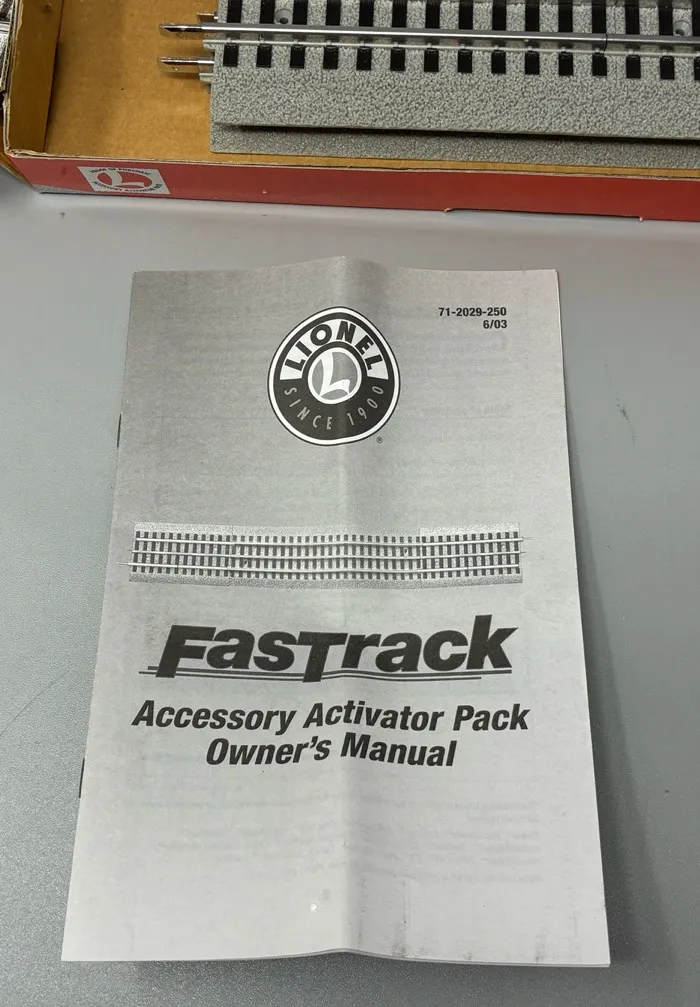 71-2029-250
6/03
LIONEL
L
SINCE 1900
®
FasTrack
Accessory Activator Pack
Owner's Manual